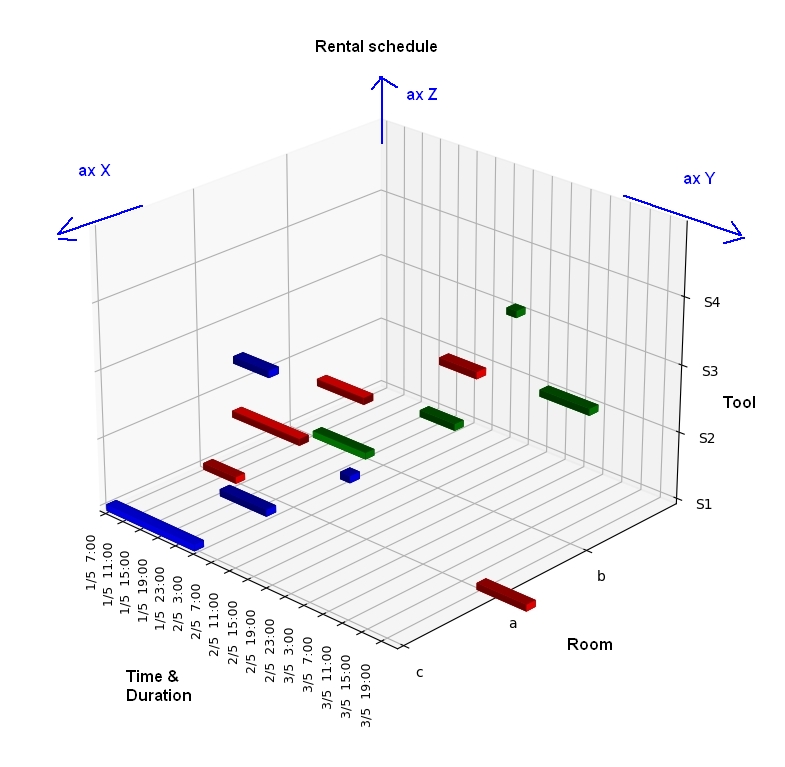 Rental schedule
ax Z
ax X
ax Y
S4
S3
Tool
S2
S1
1/5 7:00
1/5 11:00
1/5 15:00
1/5 19:00
1/5 23:00
2/5 3:00
2/5 7:00
2/5 11:00
2/5 15:00
2/5 19:00
2/5 23:00
3/5 3:00
3/5 7:00
3/5 11:00
3/5 15:00
3/5 19:00
b
a
Room
c
Time &
Duration